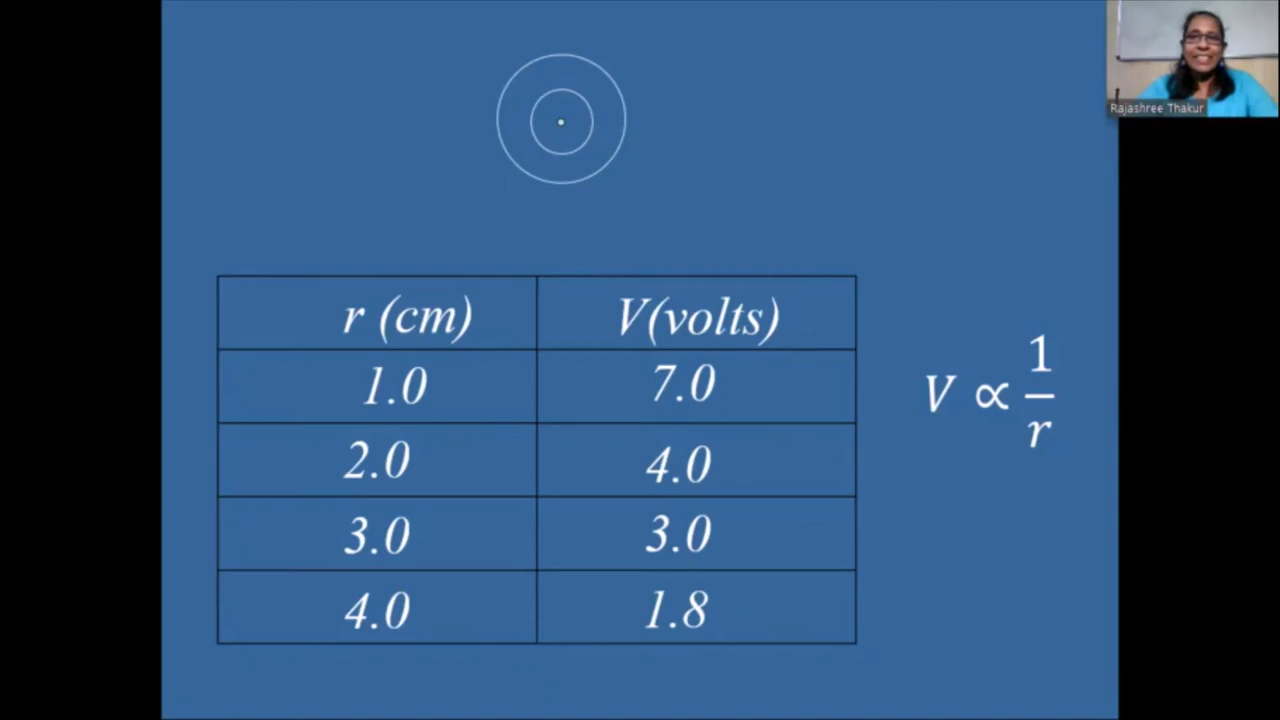 Rajashree Thakur
r (cm) V(volts)
1.0 7.0
2.0 4.0
3.0 3.0
4.0 1.8
V ∝ 1/r